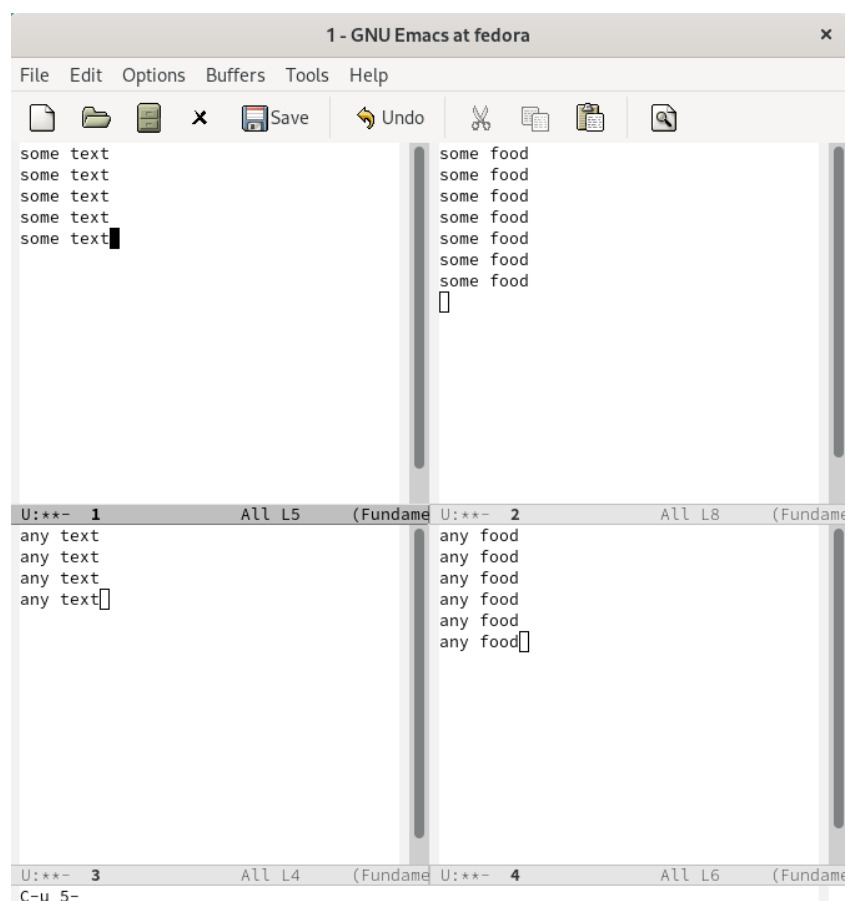 1 - GNU Emacs at fedora ×
File Edit Options Buffers Tools Help
Save Undo
some text
some text
some text
some text
some text
U:**- 1 All L5 (Fundame
some food
some food
some food
some food
some food
some food
some food
U:**- 2 All L8 (Fundame
any text
any text
any text
any text
U:**- 3 All L4 (Fundame
any food
any food
any food
any food
any food
any food
U:**- 4 All L6 (Fundame
C-u 5-